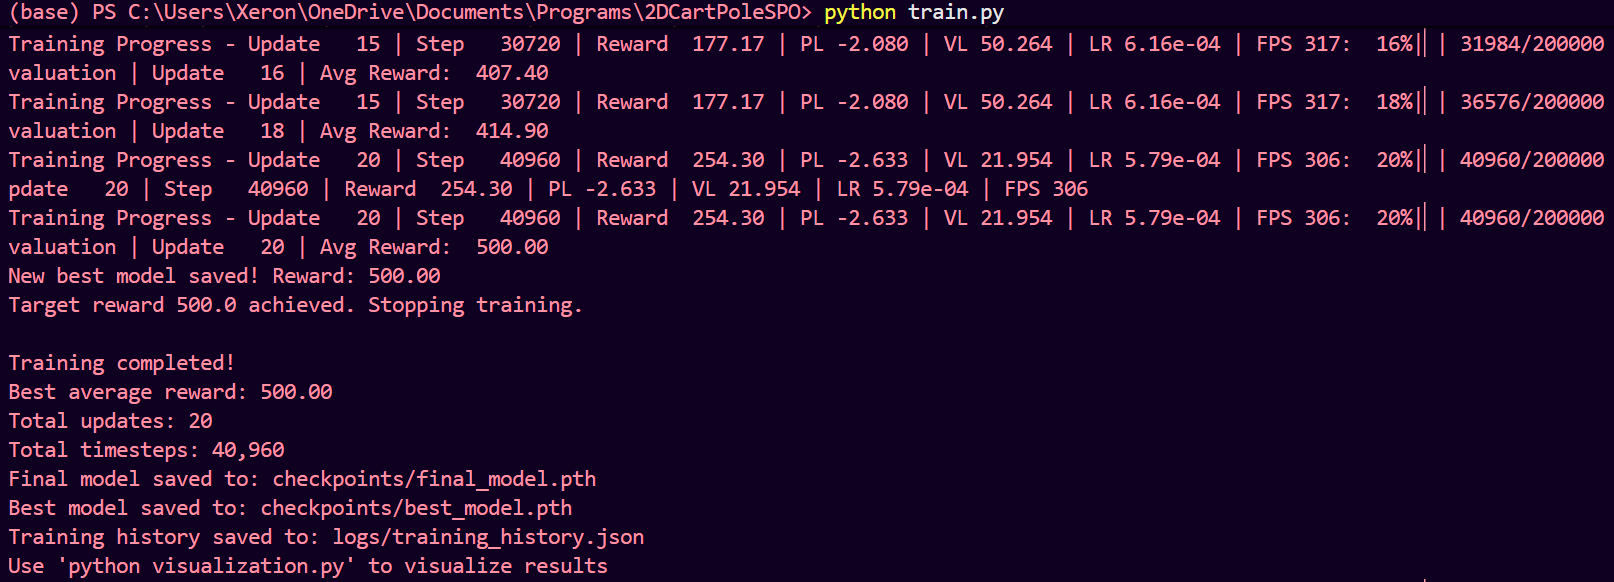 (base) PS C:\Users\Xeron\OneDrive\Documents\Programs\2DCartPoleSPO> python train.py
Training Progress - Update   15 | Step   30720 | Reward  177.17 | PL -2.080 | VL 50.264 | LR 6.16e-04 | FPS 317:  16%|| | 31984/200000
valuation | Update   16 | Avg Reward:  407.40
Training Progress - Update   15 | Step   30720 | Reward  177.17 | PL -2.080 | VL 50.264 | LR 6.16e-04 | FPS 317:  18%|| | 36576/200000
valuation | Update   18 | Avg Reward:  414.90
Training Progress - Update   20 | Step   40960 | Reward  254.30 | PL -2.633 | VL 21.954 | LR 5.79e-04 | FPS 306:  20%|| | 40960/200000
pdate   20 | Step   40960 | Reward  254.30 | PL -2.633 | VL 21.954 | LR 5.79e-04 | FPS 306
Training Progress - Update   20 | Step   40960 | Reward  254.30 | PL -2.633 | VL 21.954 | LR 5.79e-04 | FPS 306:  20%|| | 40960/200000
valuation | Update   20 | Avg Reward:  500.00
New best model saved! Reward: 500.00
Target reward 500.0 achieved. Stopping training.

Training completed!
Best average reward: 500.00
Total updates: 20
Total timesteps: 40,960
Final model saved to: checkpoints/final_model.pth
Best model saved to: checkpoints/best_model.pth
Training history saved to: logs/training_history.json
Use 'python visualization.py' to visualize results